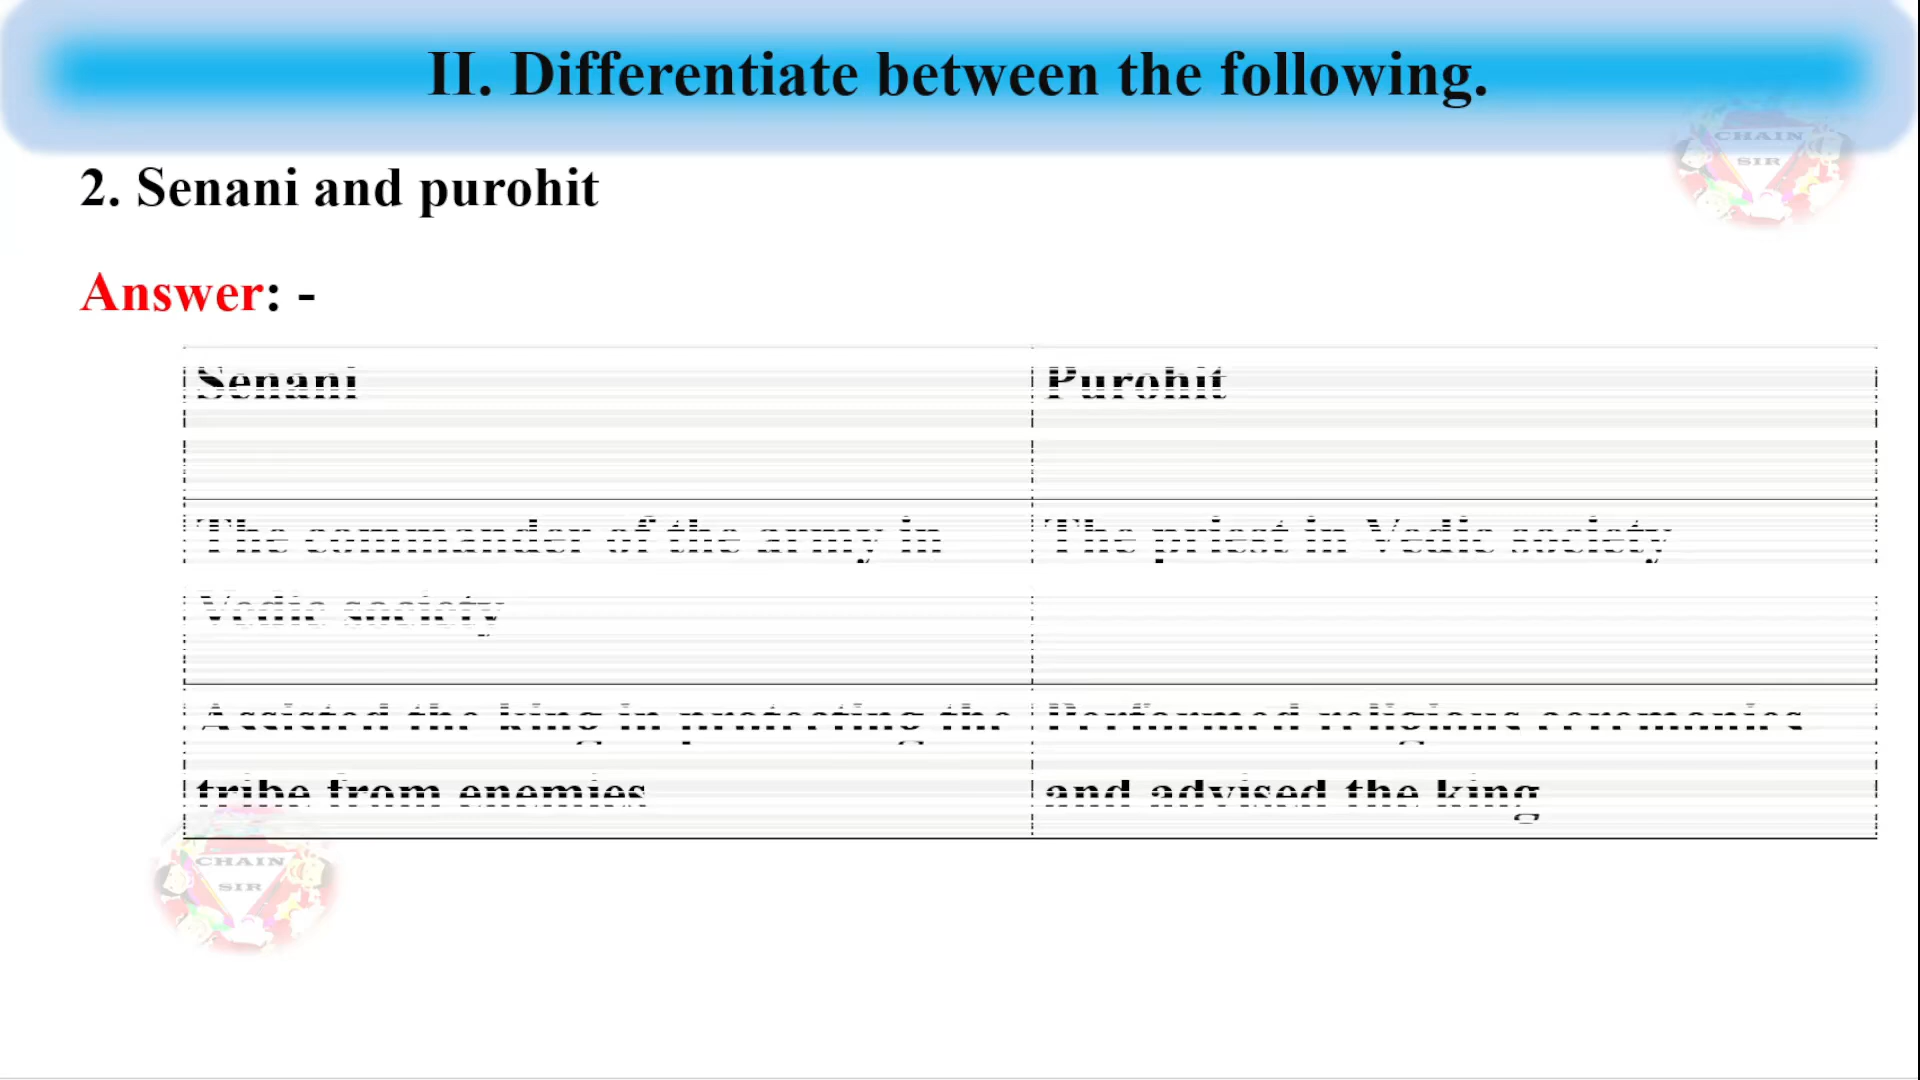 II. Differentiate between the following.
CHAIN
SIR
2. Senani and purohit
Answer: -
Senani
Purohit
The commander of the army in
Vedic society
The priest in Vedic society
Assisted the king in protecting the
tribe from enemies
Performed religious ceremonies
and advised the king
CHAIN
SIR